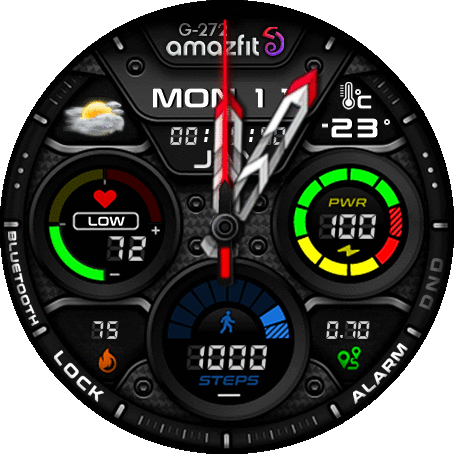 G-272
amazfit
MON 1
°C
-23°
PWR
100
LOW
72
+
-
BLUETOOTH
DND
75
0.70
1000
STEPS
LOCK
ALARM